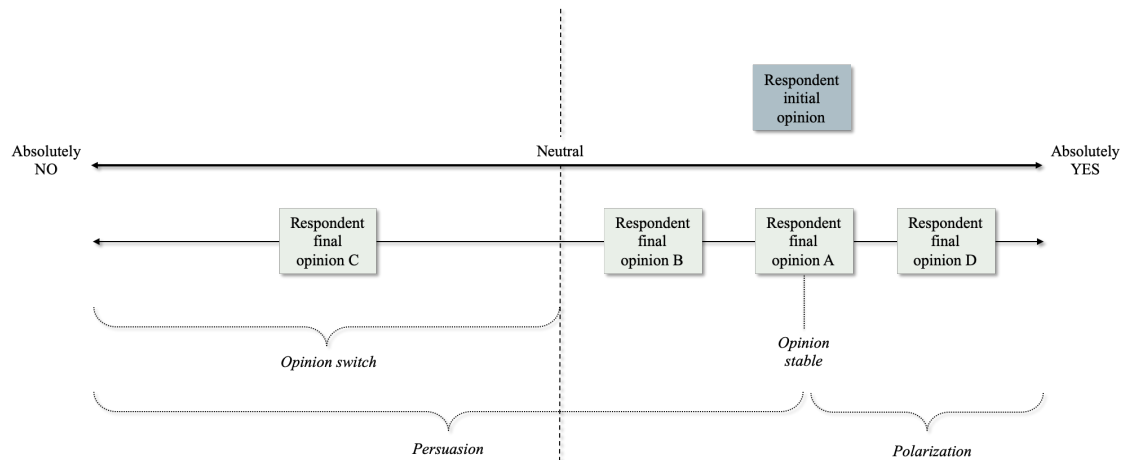 Respondent
initial
opinion
Absolutely
NO
Neutral
Absolutely
YES
Respondent
final
opinion C
Respondent
final
opinion B
Respondent
final
opinion A
Respondent
final
opinion D
Opinion switch
Opinion
stable
Persuasion
Polarization